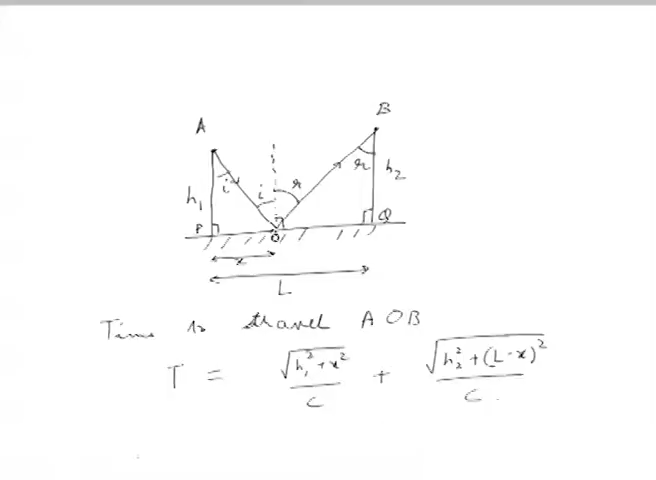 B
A
i
i
r
r
h₁
h₂
P
Q
O
x
L
Time to travel AOB
T = √(h₁² + x²)/c + √(h₂² + (L-x)²)/c.